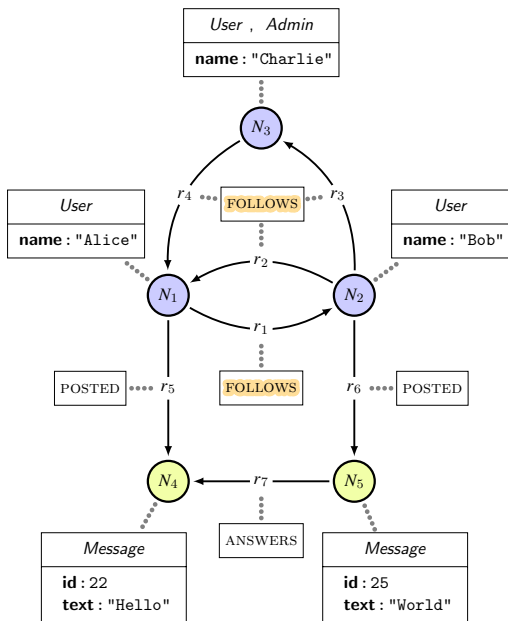 User , Admin
name : "Charlie"
N3
r4
FOLLOWS
r3
User
name : "Alice"
User
name : "Bob"
r2
N1
N2
r1
POSTED
r5
FOLLOWS
r6
POSTED
N4
r7
N5
ANSWERS
Message
id : 22
text : "Hello"
Message
id : 25
text : "World"